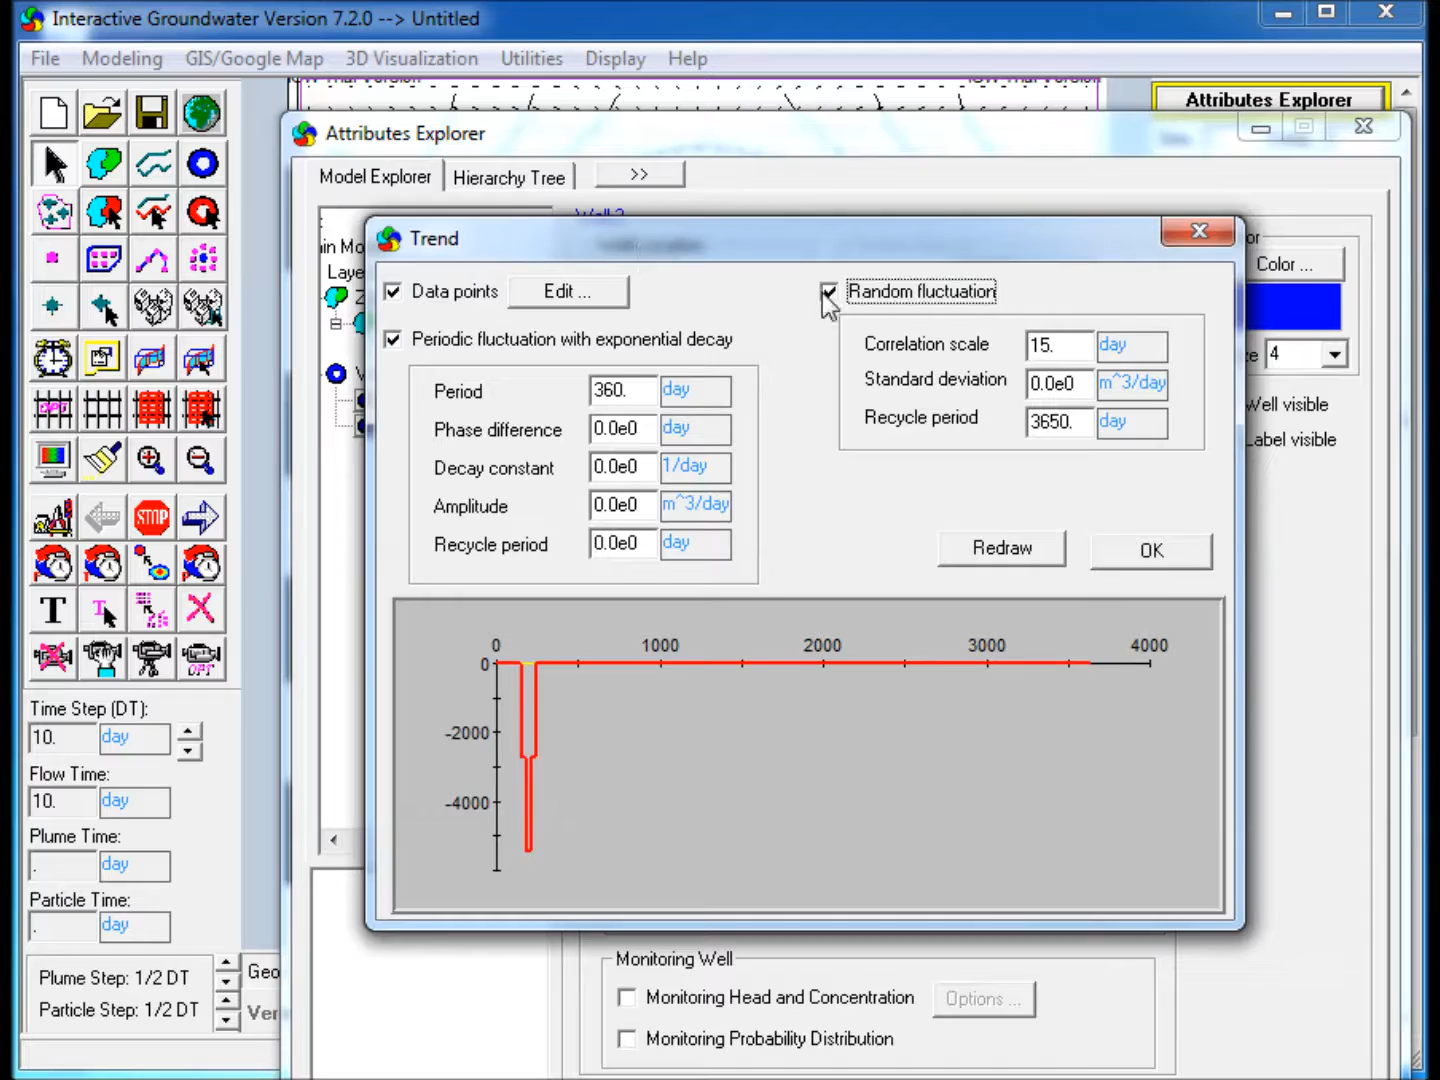 Interactive Groundwater Version 7.2.0 --> Untitled
File Modeling GIS/Google Map 3D Visualization Utilities Display Help
Attributes Explorer
Attributes Explorer
Model Explorer Hierarchy Tree >>
Color ...
4
Well visible
Label visible
Trend
Data points Edit ...
Periodic fluctuation with exponential decay
Period 360. day
Phase difference 0.0e0 day
Decay constant 0.0e0 1/day
Amplitude 0.0e0 m^3/day
Recycle period 0.0e0 day
Random fluctuation
Correlation scale 15. day
Standard deviation 0.0e0 m^3/day
Recycle period 3650. day
Redraw OK
0 1000 2000 3000 4000
0
-2000
-4000
STOP
OPT
T
T
OPT
Time Step (DT):
10. day
Flow Time:
10. day
Plume Time:
. day
Particle Time:
. day
Plume Step: 1/2 DT
Particle Step: 1/2 DT
Geo
Ver
Monitoring Well
Monitoring Head and Concentration Options ...
Monitoring Probability Distribution